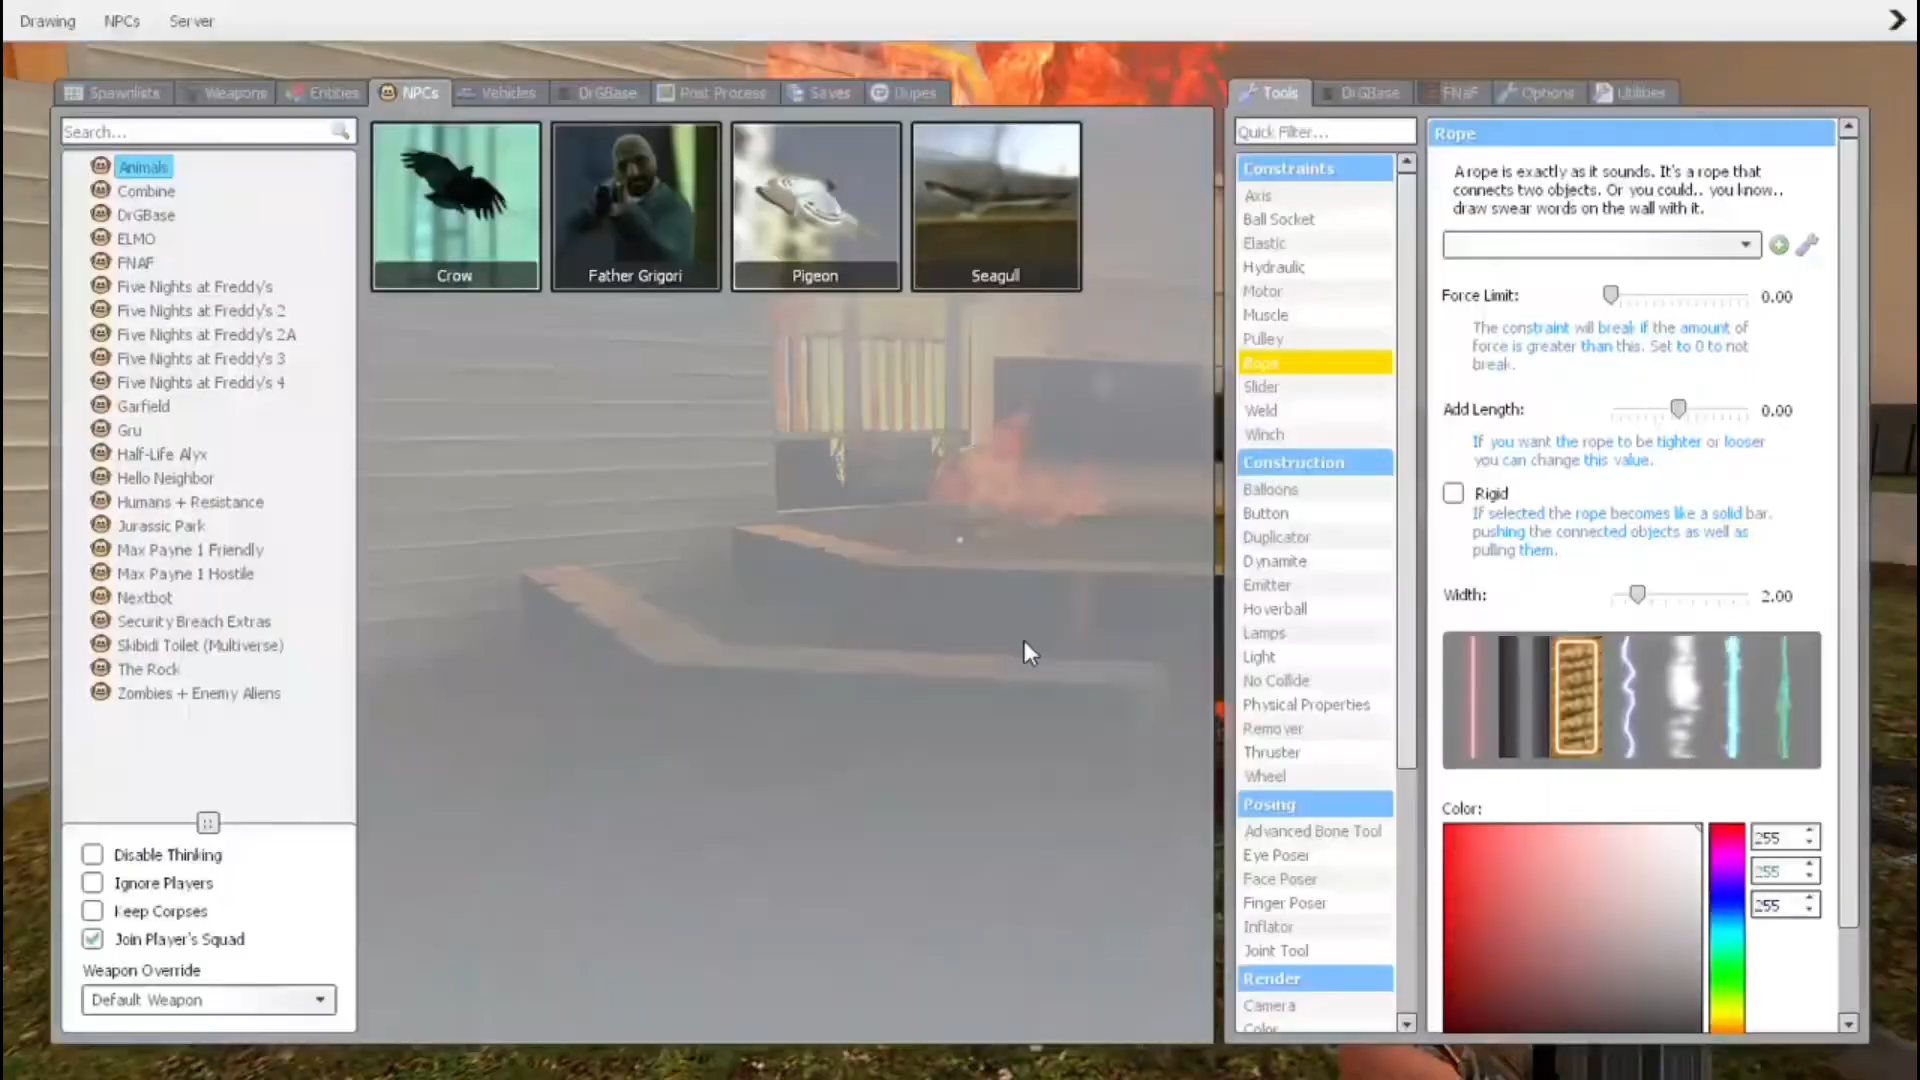 Drawing NPCs Server
Spawnlists Weapons Entities NPCs Vehicles DrGBase Post Process Saves Dupes
Search...
Animals
Combine
DrGBase
ELMO
FNAF
Five Nights at Freddy's
Five Nights at Freddy's 2
Five Nights at Freddy's 2A
Five Nights at Freddy's 3
Five Nights at Freddy's 4
Garfield
Gru
Half-Life Alyx
Hello Neighbor
Humans + Resistance
Jurassic Park
Max Payne 1 Friendly
Max Payne 1 Hostile
Nextbot
Security Breach Extras
Skibidi Toilet (Multiverse)
The Rock
Zombies + Enemy Aliens
Disable Thinking
Ignore Players
Keep Corpses
Join Player's Squad
Weapon Override
Default Weapon
Crow
Father Grigori
Pigeon
Seagull
Tools DrGBase FNaF Options Utilities
Quick Filter...
Constraints
Axis
Ball Socket
Elastic
Hydraulic
Motor
Muscle
Pulley
Rope
Slider
Weld
Winch
Construction
Balloons
Button
Duplicator
Dynamite
Emitter
Hoverball
Lamps
Light
No Collide
Physical Properties
Remover
Thruster
Wheel
Posing
Advanced Bone Tool
Eye Poser
Face Poser
Finger Poser
Inflator
Joint Tool
Render
Camera
Color
Rope
A rope is exactly as it sounds. It's a rope that
connects two objects. Or you could.. you know..
draw swear words on the wall with it.
Force Limit: 0.00
The constraint will break if the amount of
force is greater than this. Set to 0 to not
break.
Add Length: 0.00
If you want the rope to be tighter or looser
you can change this value.
Rigid
If selected the rope becomes like a solid bar,
pushing the connected objects as well as
pulling them.
Width: 2.00
Color:
255
255
255